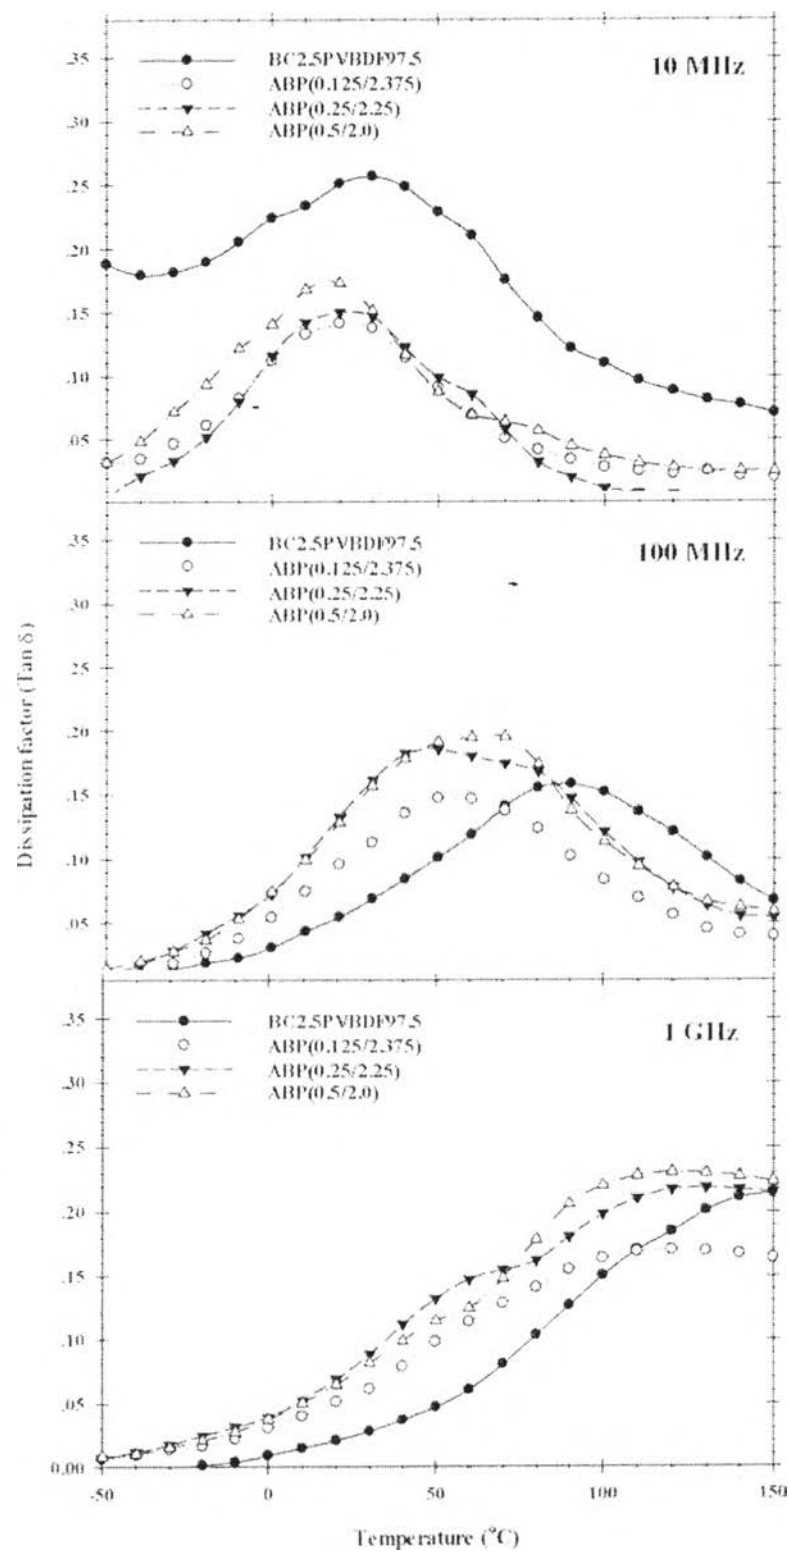 .35
.30
.25
.20
.15
.10
.05
BC2.5PVBDF97.5
ABP(0.125/2.375)
ABP(0.25/2.25)
ABP(0.5/2.0)
10 MHz
.35
.30
.25
.20
.15
.10
.05
BC2.5PVBDF97.5
ABP(0.125/2.375)
ABP(0.25/2.25)
ABP(0.5/2.0)
100 MHz
Dissipation factor (Tan δ)
.35
.30
.25
.20
.15
.10
.05
0.00
BC2.5PVBDF97.5
ABP(0.125/2.375)
ABP(0.25/2.25)
ABP(0.5/2.0)
1 GHz
-50 0 50 100 150
Temperature (°C)